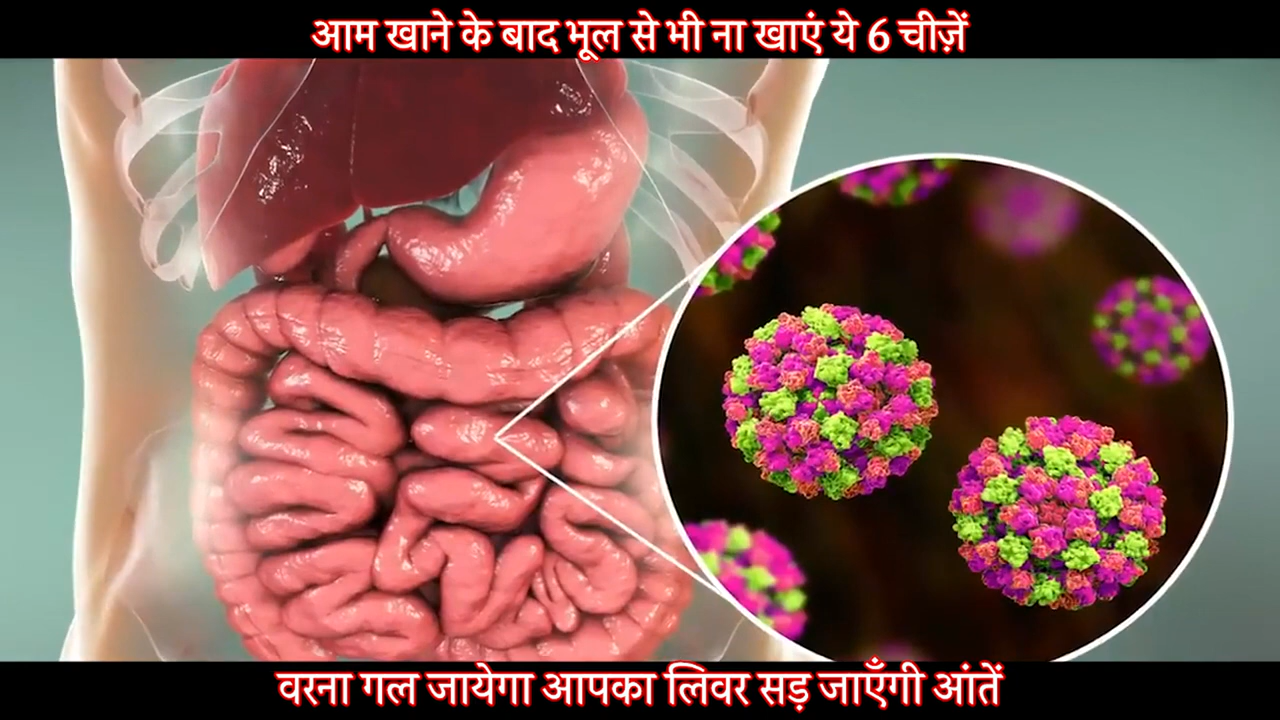 आम खाने के बाद भूल से भी ना खाएं ये 6 चीज़ें
वरना गल जायेगा आपका लिवर सड़ जाएँगी आंतें